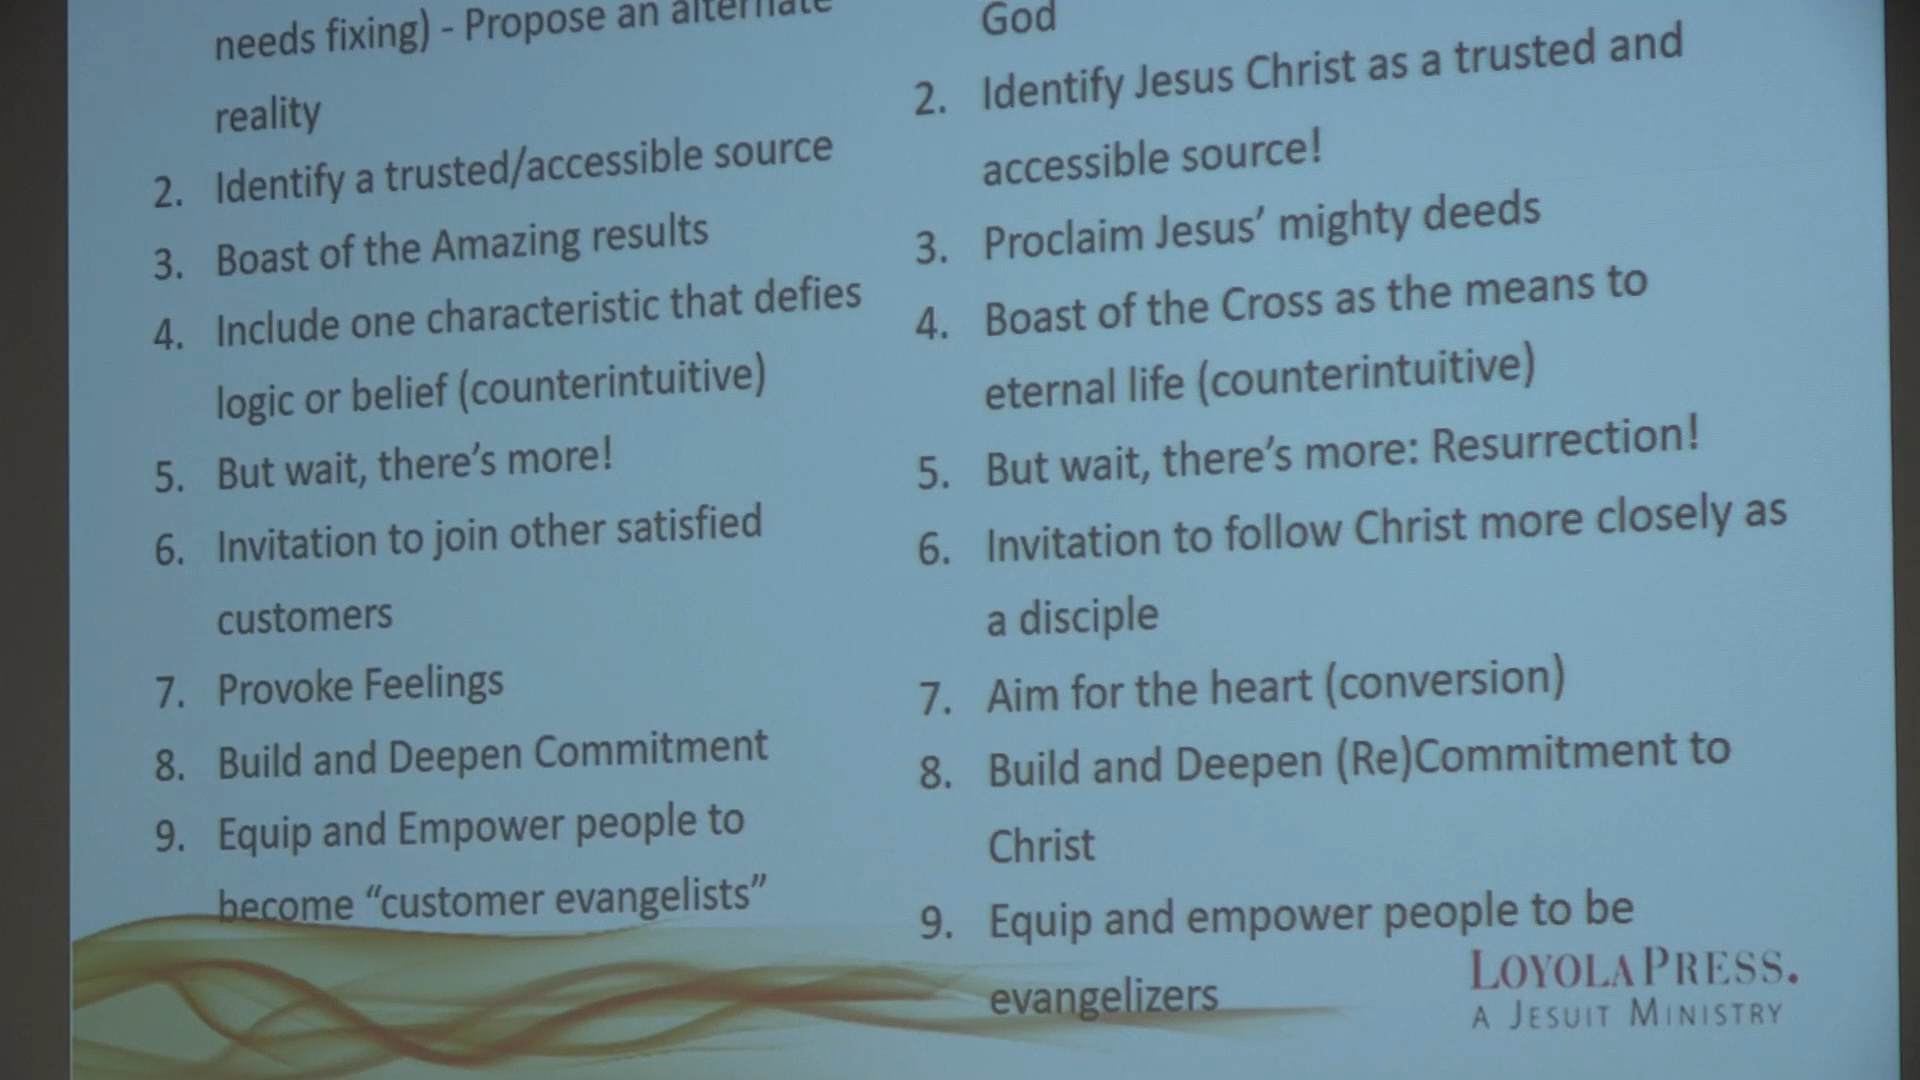 needs fixing) - Propose an alternate
reality
2. Identify a trusted/accessible source
3. Boast of the Amazing results
4. Include one characteristic that defies
logic or belief (counterintuitive)
5. But wait, there's more!
6. Invitation to join other satisfied
customers
7. Provoke Feelings
8. Build and Deepen Commitment
9. Equip and Empower people to
become “customer evangelists”
God
2. Identify Jesus Christ as a trusted and
accessible source!
3. Proclaim Jesus’ mighty deeds
4. Boast of the Cross as the means to
eternal life (counterintuitive)
5. But wait, there’s more: Resurrection!
6. Invitation to follow Christ more closely as
a disciple
7. Aim for the heart (conversion)
8. Build and Deepen (Re)Commitment to
Christ
9. Equip and empower people to be
evangelizers
LOYOLA PRESS.
A JESUIT MINISTRY